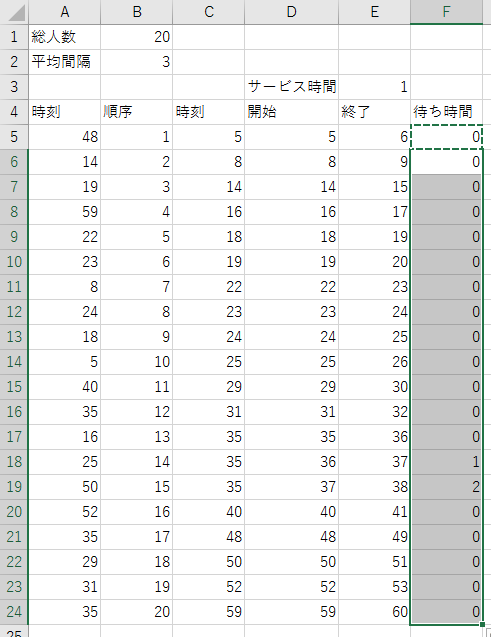 A B C D E F
1 総人数 20
2 平均間隔 3
3 サービス時間 1
4 時刻 順序 時刻 開始 終了 待ち時間
5 48 1 5 5 6 0
6 14 2 8 8 9 0
7 19 3 14 14 15 0
8 59 4 16 16 17 0
9 22 5 18 18 19 0
10 23 6 19 19 20 0
11 8 7 22 22 23 0
12 24 8 23 23 24 0
13 18 9 24 24 25 0
14 5 10 25 25 26 0
15 40 11 29 29 30 0
16 35 12 31 31 32 0
17 16 13 35 35 36 0
18 25 14 35 36 37 1
19 50 15 35 37 38 2
20 52 16 40 40 41 0
21 35 17 48 48 49 0
22 29 18 50 50 51 0
23 31 19 52 52 53 0
24 35 20 59 59 60 0
25